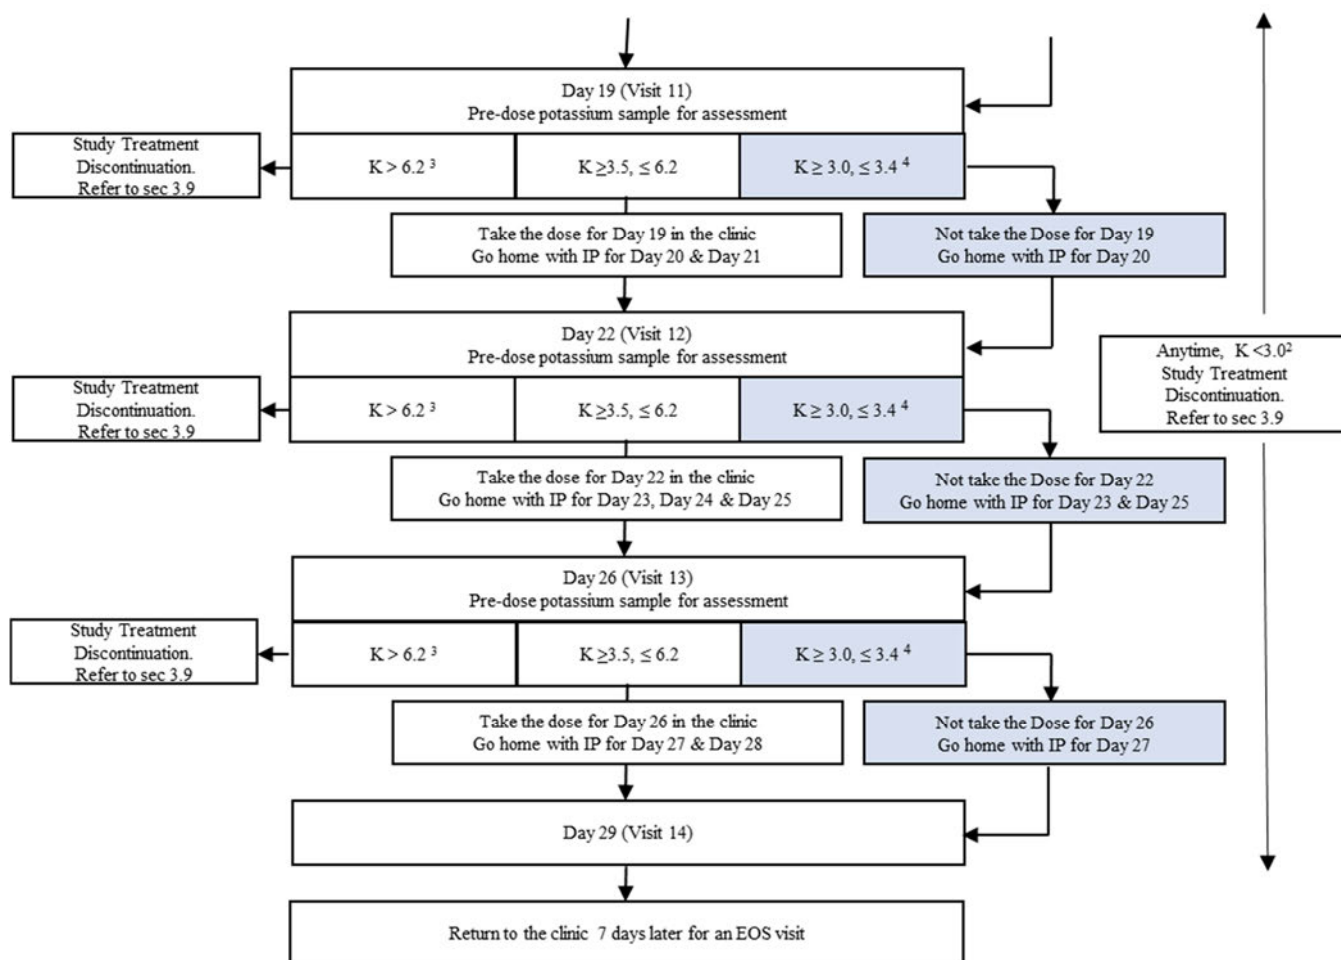 Day 19 (Visit 11)
Pre-dose potassium sample for assessment
Study Treatment
Discontinuation.
Refer to sec 3.9
K > 6.2 ³
K ≥3.5, ≤ 6.2
K ≥ 3.0, ≤ 3.4 ⁴
Take the dose for Day 19 in the clinic
Go home with IP for Day 20 & Day 21
Not take the Dose for Day 19
Go home with IP for Day 20
Day 22 (Visit 12)
Pre-dose potassium sample for assessment
Anytime, K <3.0²
Study Treatment
Discontinuation.
Refer to sec 3.9
Study Treatment
Discontinuation.
Refer to sec 3.9
K > 6.2 ³
K ≥3.5, ≤ 6.2
K ≥ 3.0, ≤ 3.4 ⁴
Take the dose for Day 22 in the clinic
Go home with IP for Day 23, Day 24 & Day 25
Not take the Dose for Day 22
Go home with IP for Day 23 & Day 25
Day 26 (Visit 13)
Pre-dose potassium sample for assessment
Study Treatment
Discontinuation.
Refer to sec 3.9
K > 6.2 ³
K ≥3.5, ≤ 6.2
K ≥ 3.0, ≤ 3.4 ⁴
Take the dose for Day 26 in the clinic
Go home with IP for Day 27 & Day 28
Not take the Dose for Day 26
Go home with IP for Day 27
Day 29 (Visit 14)
Return to the clinic 7 days later for an EOS visit